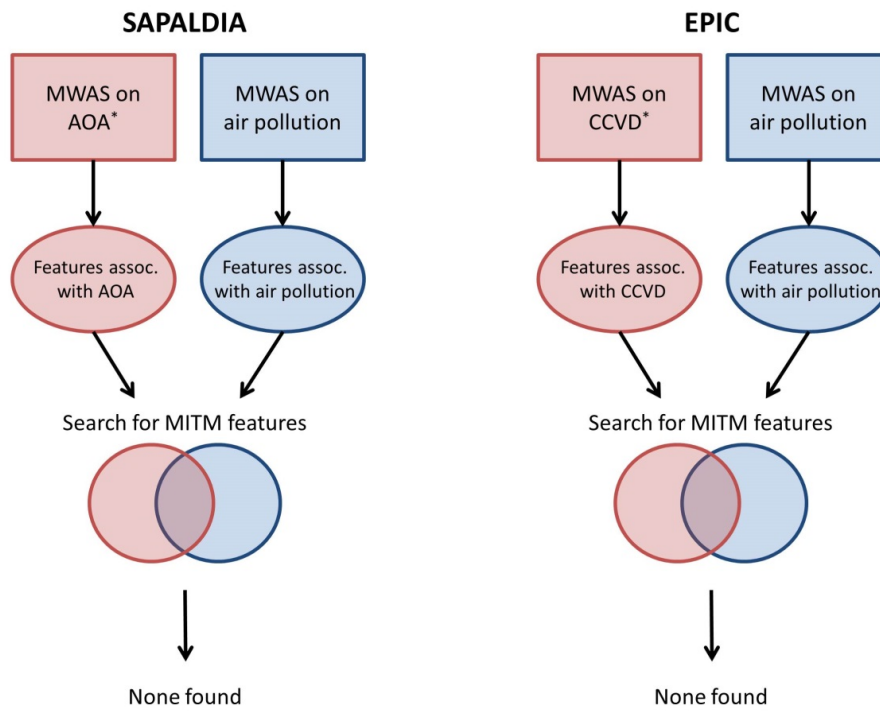 SAPALDIA
MWAS on
AOA*
MWAS on
air pollution
Features assoc.
with AOA
Features assoc.
with air pollution
Search for MITM features
None found
EPIC
MWAS on
CCVD*
MWAS on
air pollution
Features assoc.
with CCVD
Features assoc.
with air pollution
Search for MITM features
None found